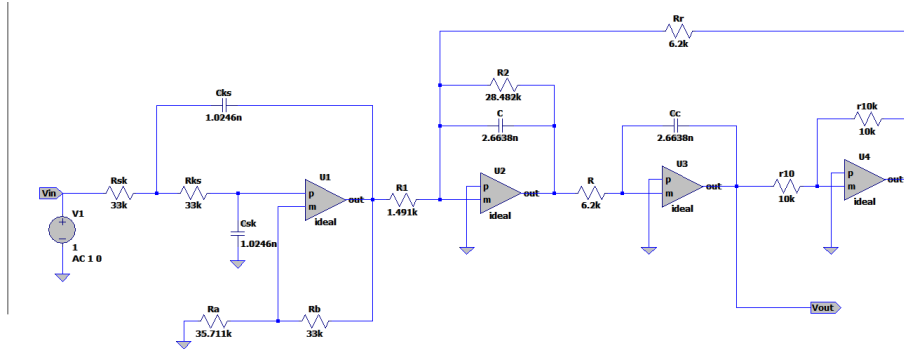 Rr
6.2k
R2
28.482k
C
2.6638n
Cks
1.0246n
Cc
2.6638n
r10k
10k
Vin
Rsk
33k
Rks
33k
U1
p
m
out
ideal
R1
1.491k
U2
p
m
out
ideal
R
6.2k
U3
p
m
out
ideal
r10
10k
U4
p
m
out
ideal
V1
1
AC 1 0
Csk
1.0246n
Ra
35.711k
Rb
33k
Vout